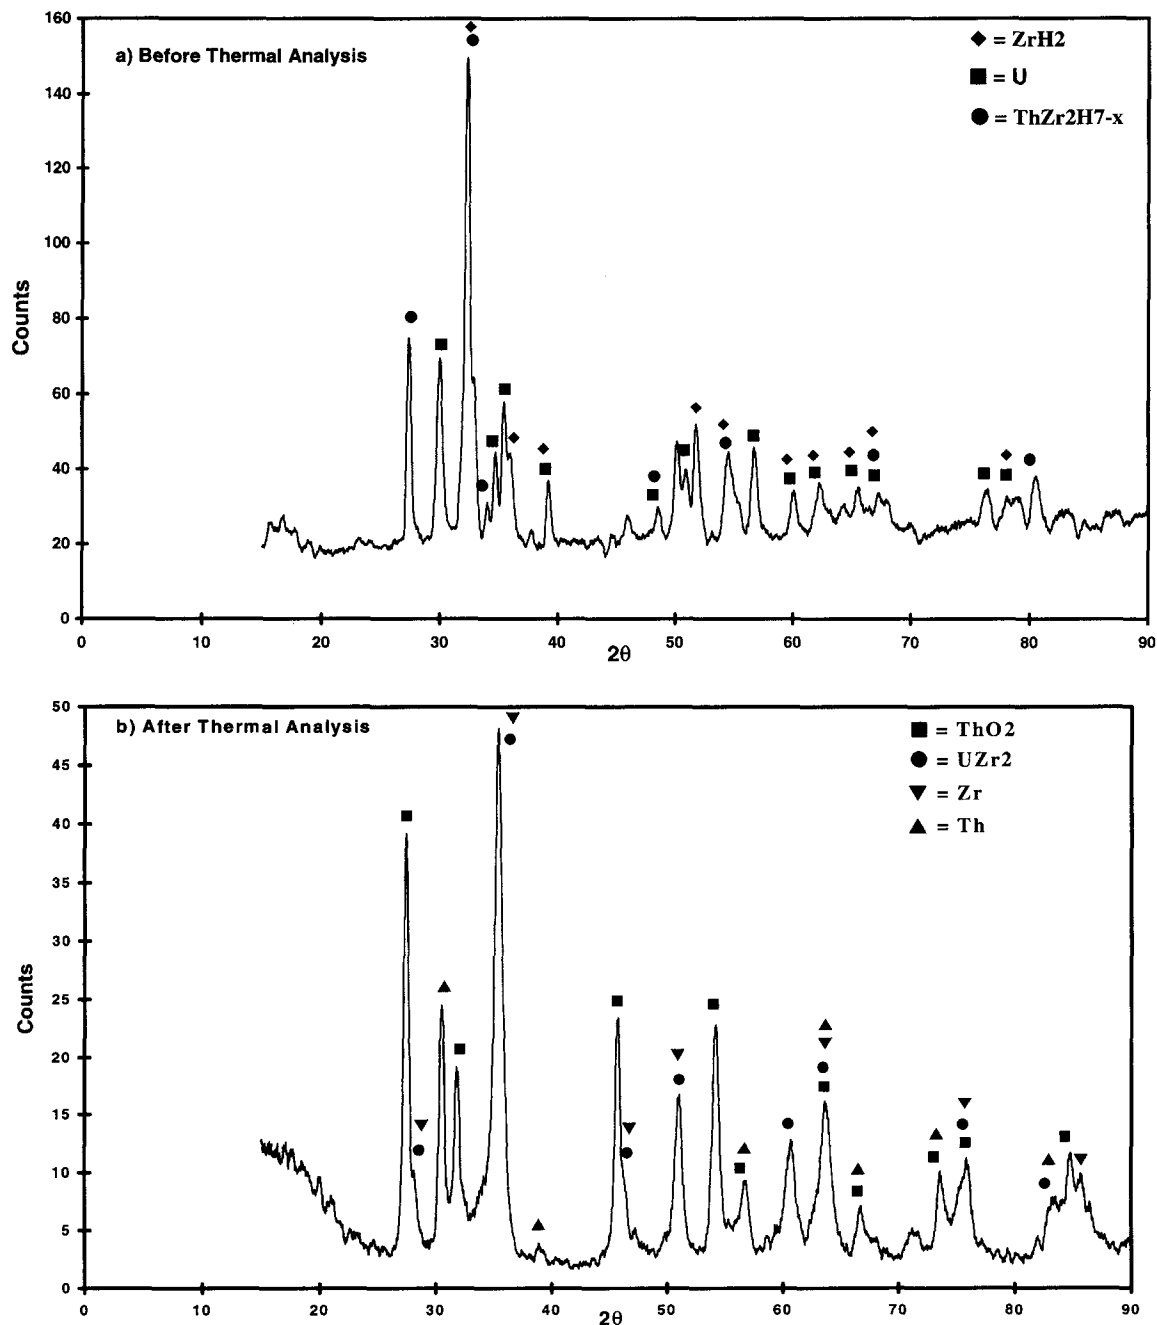 160
a) Before Thermal Analysis
◆ = ZrH2
140
■ = U
120
● = ThZr2H7-x
100
80
60
40
20
0
Counts
0 10 20 30 40 50 60 70 80 90
2θ
50
b) After Thermal Analysis
■ = ThO2
● = UZr2
45
▼ = Zr
40
▲ = Th
35
30
25
20
15
10
5
0
Counts
0 10 20 30 40 50 60 70 80 90
2θ